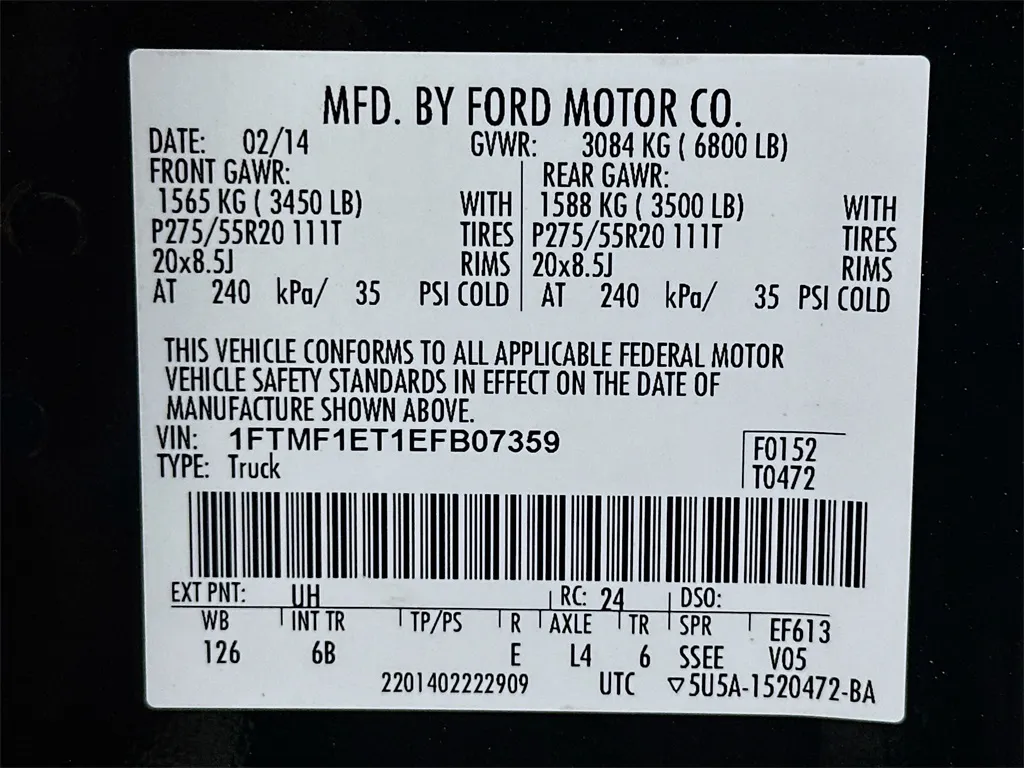 MFD. BY FORD MOTOR CO.
DATE: 02/14 GVWR: 3084 KG ( 6800 LB)
FRONT GAWR: REAR GAWR:
1565 KG ( 3450 LB) WITH 1588 KG ( 3500 LB) WITH
P275/55R20 111T TIRES P275/55R20 111T TIRES
20x8.5J RIMS 20x8.5J RIMS
AT 240 kPa/ 35 PSI COLD AT 240 kPa/ 35 PSI COLD
THIS VEHICLE CONFORMS TO ALL APPLICABLE FEDERAL MOTOR
VEHICLE SAFETY STANDARDS IN EFFECT ON THE DATE OF
MANUFACTURE SHOWN ABOVE.
VIN: 1FTMF1ET1EFB07359 F0152
TYPE: Truck T0472
EXT PNT: UH RC: 24 DSO:
WB INT TR TP/PS R AXLE TR SPR EF613
126 6B E L4 6 SSEE V05
2201402222909 UTC ▽5U5A-1520472-BA